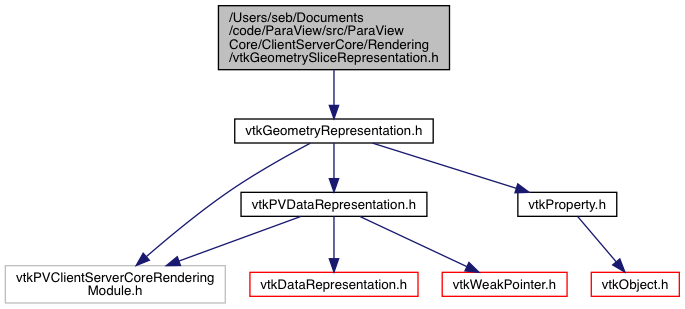 /Users/seb/Documents
/code/ParaView/src/ParaView
Core/ClientServerCore/Rendering
/vtkGeometrySliceRepresentation.h
vtkGeometryRepresentation.h
vtkPVDataRepresentation.h
vtkProperty.h
vtkPVClientServerCoreRendering
Module.h
vtkDataRepresentation.h
vtkWeakPointer.h
vtkObject.h